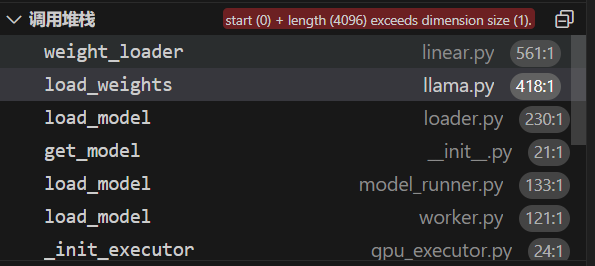 调用堆栈 start (0) + length (4096) exceeds dimension size (1).
weight_loader linear.py 561:1
load_weights llama.py 418:1
load_model loader.py 230:1
get_model __init__.py 21:1
load_model model_runner.py 133:1
load_model worker.py 121:1
_init_executor gpu_executor.py 24:1